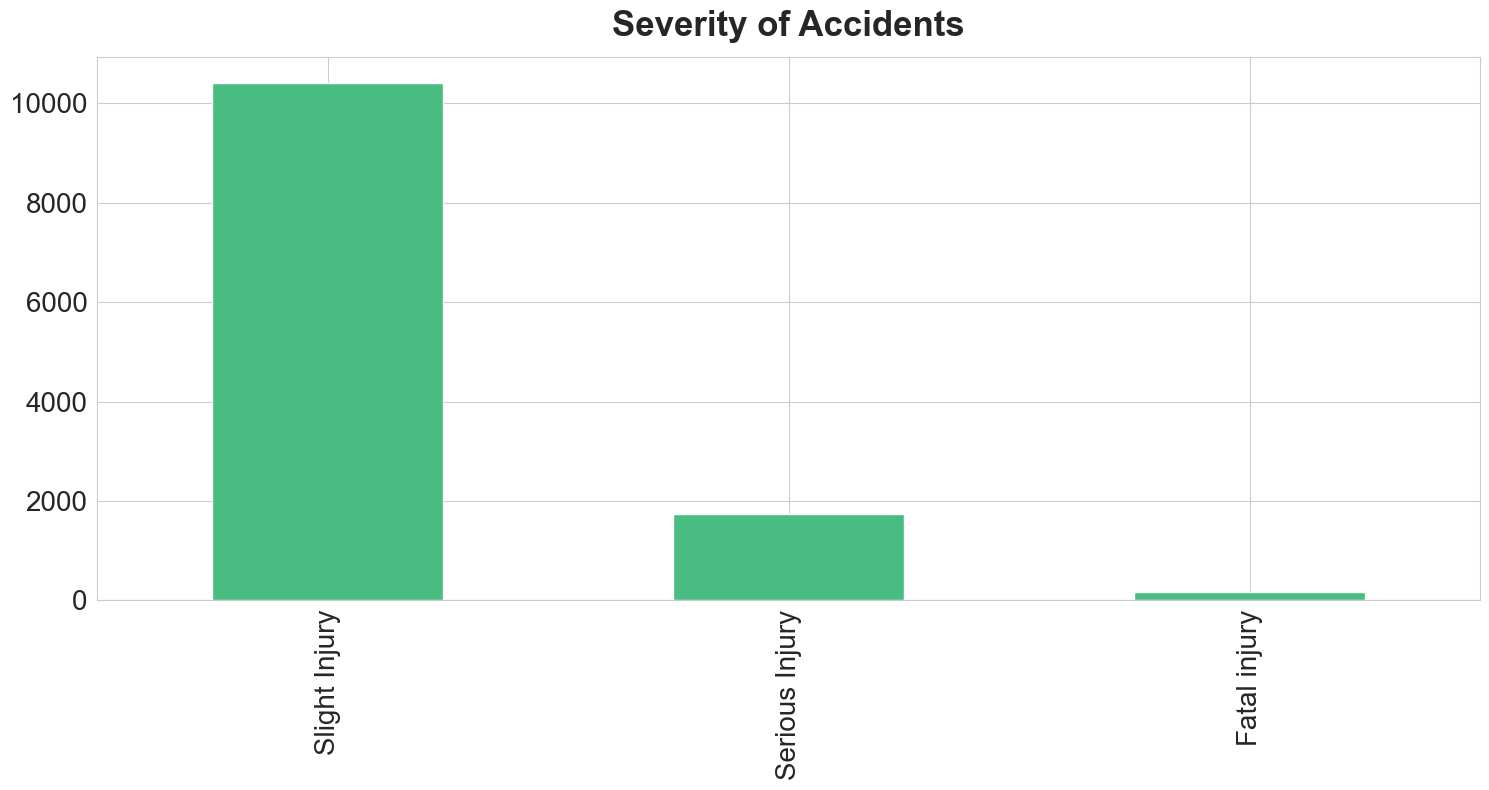 Severity of Accidents
10000
8000
6000
4000
2000
0
Slight Injury
Serious Injury
Fatal injury